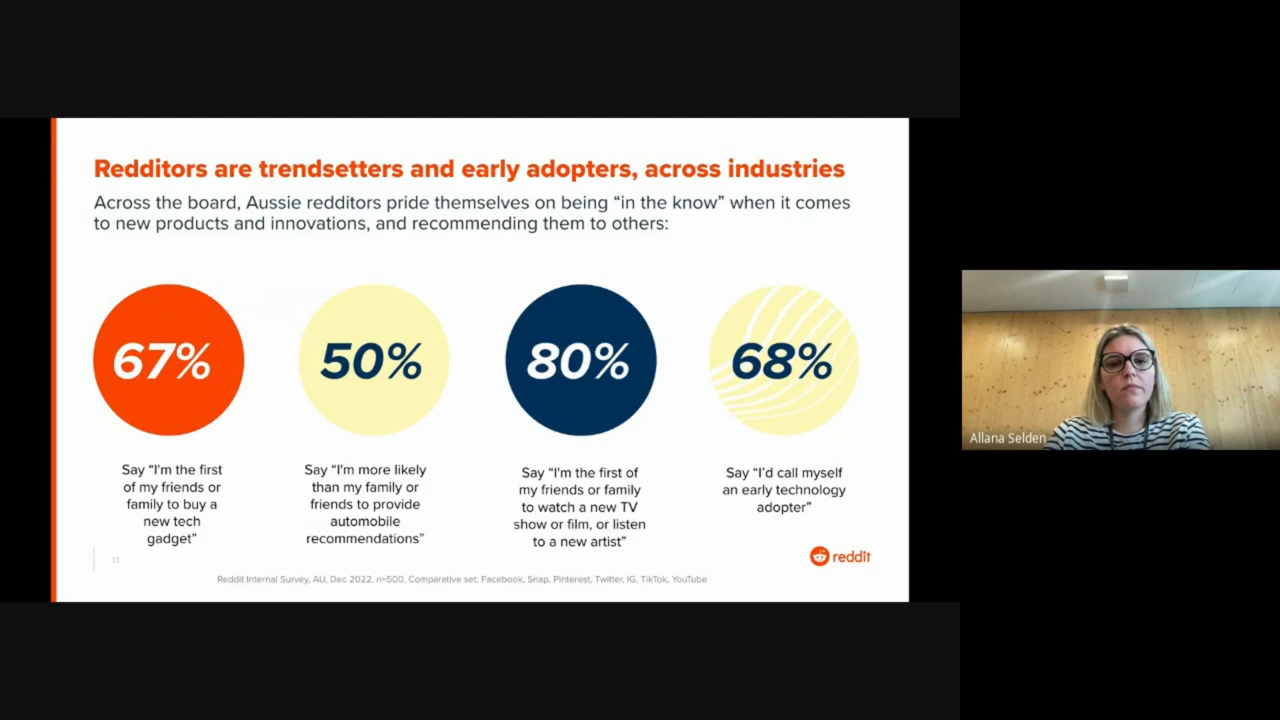 Redditors are trendsetters and early adopters, across industries
Across the board, Aussie redditors pride themselves on being “in the know” when it comes
to new products and innovations, and recommending them to others:
67%
50%
80%
68%
Say “I'm the first
of my friends or
family to buy a
new tech
gadget”
Say “I'm more likely
than my family or
friends to provide
automobile
recommendations”
Say “I'm the first of
my friends or family
to watch a new TV
show or film, or listen
to a new artist”
Say “I'd call myself
an early technology
adopter”
13
reddit
Reddit Internal Survey, AU, Dec 2022, n=500, Comparative set: Facebook, Snap, Pinterest, Twitter, IG, TikTok, YouTube
Allana Selden